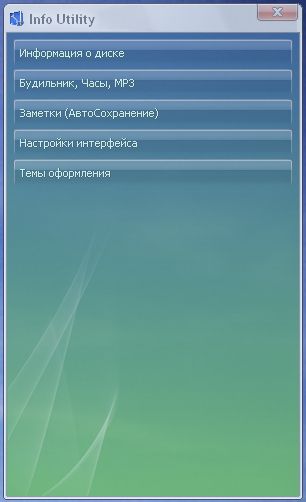 Info Utility
Информация о диске
Будильник, Часы, MP3
Заметки (АвтоСохранение)
Настройки интерфейса
Темы оформления